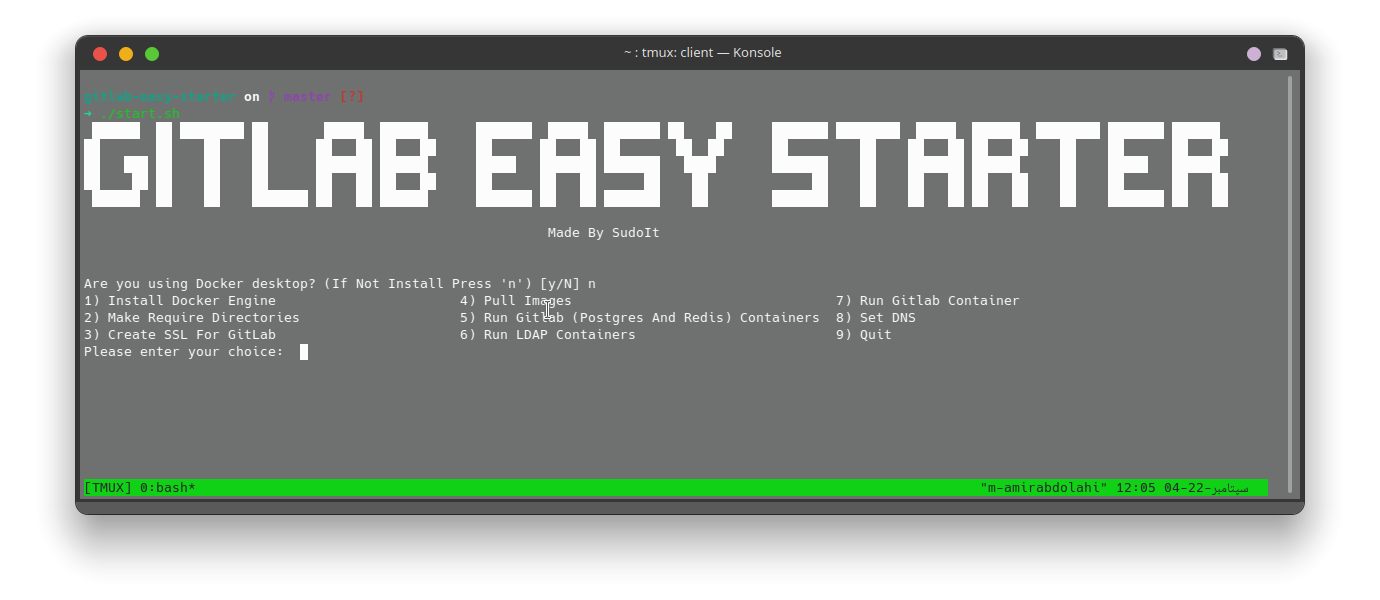 ~ : tmux: client — Konsole
gitlab-easy-starter on master [?]
➜ ./start.sh
GITLAB EASY STARTER
Made By SudoIt
Are you using Docker desktop? (If Not Install Press 'n') [y/N] n
1) Install Docker Engine 4) Pull Images 7) Run Gitlab Container
2) Make Require Directories 5) Run Gitlab (Postgres And Redis) Containers 8) Set DNS
3) Create SSL For GitLab 6) Run LDAP Containers 9) Quit
Please enter your choice:
[TMUX] 0:bash* "m-amirabdolahi" 12:05 04-سپتامبر-22